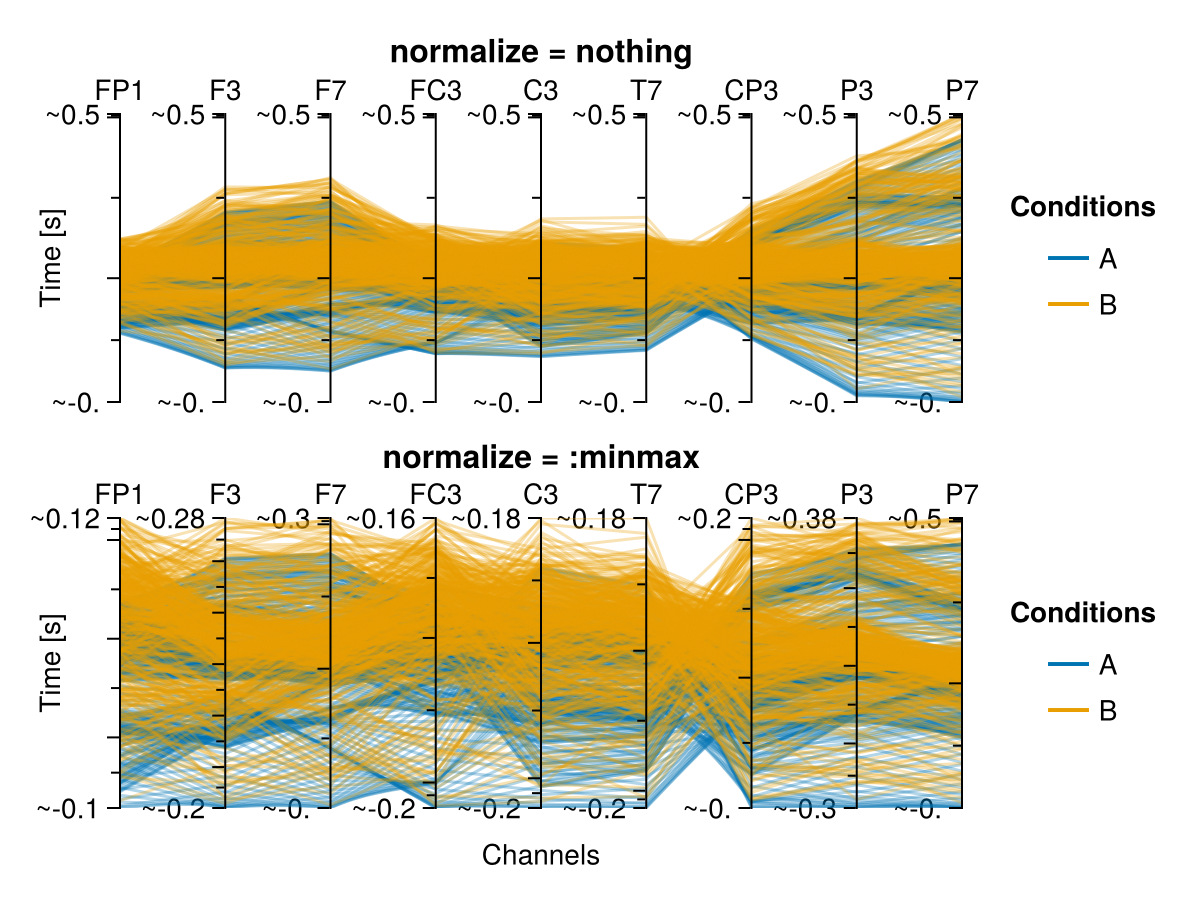 normalize = nothing
FP1 F3 F7 FC3 C3 T7 CP3 P3 P7
~0.5 ~0.5 ~0.5 ~0.5 ~0.5 ~0.5 ~0.5 ~0.5 ~0.5
Time [s]
~-0. ~-0. ~-0. ~-0. ~-0. ~-0. ~-0. ~-0. ~-0.
Conditions
A
B
normalize = :minmax
FP1 F3 F7 FC3 C3 T7 CP3 P3 P7
~0.12 ~0.28 ~0.3 ~0.16 ~0.18 ~0.18 ~0.2 ~0.38 ~0.5
Time [s]
~-0.1 ~-0.2 ~-0. ~-0.2 ~-0.2 ~-0.2 ~-0. ~-0.3 ~-0.
Conditions
A
B
Channels